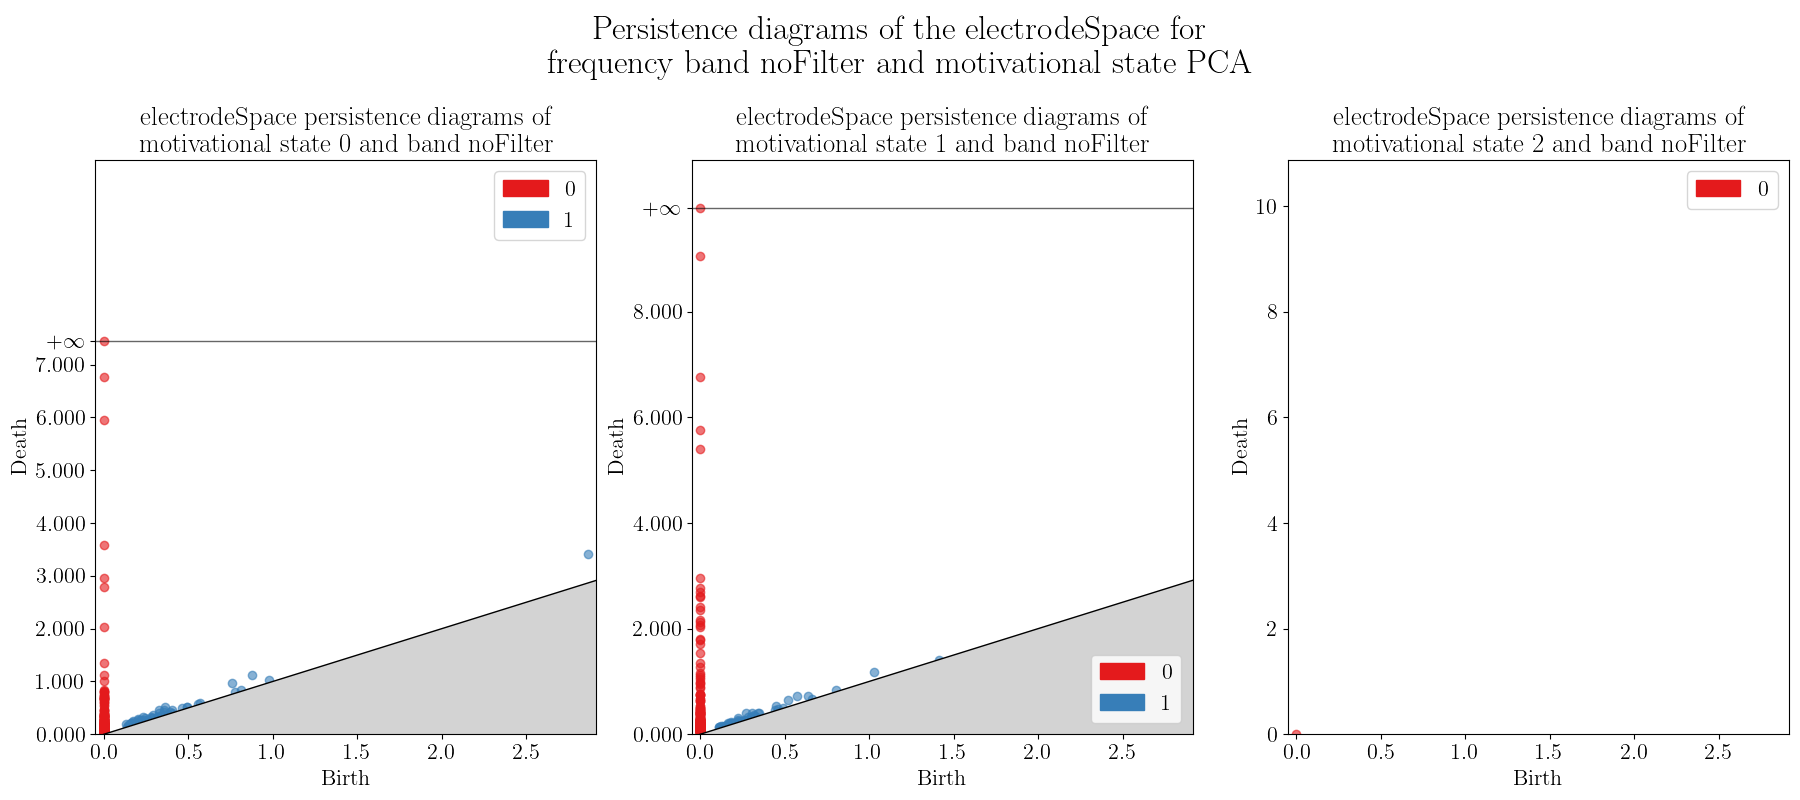 Persistence diagrams of the electrodeSpace for
frequency band noFilter and motivational state PCA
electrodeSpace persistence diagrams of
motivational state 0 and band noFilter
0
1
+∞
7.000
6.000
5.000
4.000
3.000
2.000
1.000
0.000
Death
0.0 0.5 1.0 1.5 2.0 2.5
Birth
electrodeSpace persistence diagrams of
motivational state 1 and band noFilter
+∞
8.000
6.000
4.000
2.000
0.000
Death
0
1
0.0 0.5 1.0 1.5 2.0 2.5
Birth
electrodeSpace persistence diagrams of
motivational state 2 and band noFilter
0
10
8
6
4
2
0
Death
0.0 0.5 1.0 1.5 2.0 2.5
Birth